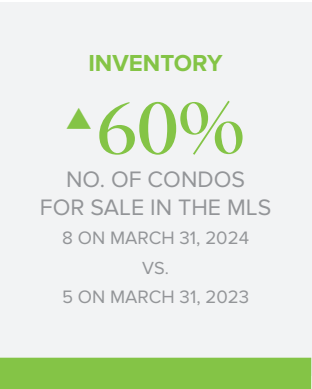 INVENTORY
▲60%
NO. OF CONDOS
FOR SALE IN THE MLS
8 ON MARCH 31, 2024
VS.
5 ON MARCH 31, 2023